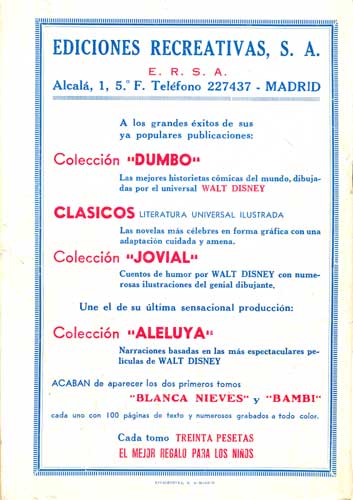 EDICIONES RECREATIVAS, S. A.
E. R. S. A.
Alcalá, 1, 5.º F. Teléfono 227437 - MADRID
A los grandes éxitos de sus
ya populares publicaciones:
Colección "DUMBO"
Las mejores historietas cómicas del mundo, dibuja-
das por el universal WALT DISNEY
CLASICOS LITERATURA UNIVERSAL ILUSTRADA
Las novelas más célebres en forma gráfica con una
adaptación cuidada y amena.
Colección "JOVIAL"
Cuentos de humor por WALT DISNEY con nume-
rosas ilustraciones del genial dibujante.
Une el de su última sensacional producción:
Colección "ALELUYA"
Narraciones basadas en las más espectaculares pe-
lículas de WALT DISNEY
ACABAN de aparecer los dos primeros tomos
"BLANCA NIEVES" y "BAMBI"
cada uno con 100 páginas de texto y numerosos grabados a todo color.
Cada tomo TREINTA PESETAS
EL MEJOR REGALO PARA LOS NIÑOS
S. A.-MADRID